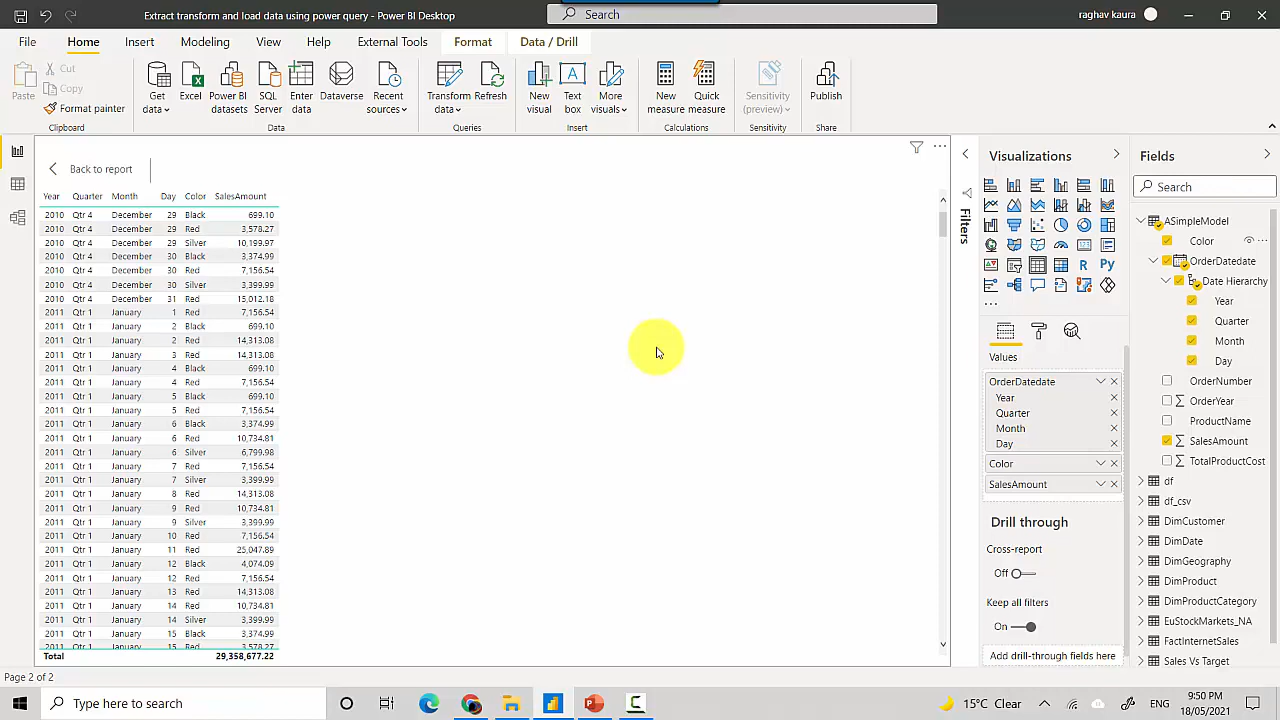 Extract transform and load data using power query - Power BI Desktop
Search
raghav kaura
File Home Insert Modeling View Help External Tools Format Data / Drill
Paste
Cut
Copy
Format painter
Clipboard
Get data
Excel
Power BI datasets
SQL Server
Enter data
Dataverse
Recent sources
Data
Transform data
Refresh
Queries
New visual
Text box
More visuals
Insert
New measure
Quick measure
Calculations
Sensitivity (preview)
Sensitivity
Publish
Share
Back to report
Year Quarter Month Day Color SalesAmount
2010 Qtr 4 December 29 Black 699.10
2010 Qtr 4 December 29 Red 3,578.27
2010 Qtr 4 December 29 Silver 10,199.97
2010 Qtr 4 December 30 Black 3,374.99
2010 Qtr 4 December 30 Red 7,156.54
2010 Qtr 4 December 30 Silver 3,399.99
2010 Qtr 4 December 31 Red 15,012.18
2011 Qtr 1 January 1 Red 7,156.54
2011 Qtr 1 January 2 Black 699.10
2011 Qtr 1 January 2 Red 14,313.08
2011 Qtr 1 January 3 Red 14,313.08
2011 Qtr 1 January 4 Black 699.10
2011 Qtr 1 January 4 Red 7,156.54
2011 Qtr 1 January 5 Black 699.10
2011 Qtr 1 January 5 Red 7,156.54
2011 Qtr 1 January 6 Black 3,374.99
2011 Qtr 1 January 6 Red 10,734.81
2011 Qtr 1 January 6 Silver 6,799.98
2011 Qtr 1 January 7 Red 7,156.54
2011 Qtr 1 January 7 Silver 3,399.99
2011 Qtr 1 January 8 Red 14,313.08
2011 Qtr 1 January 9 Red 10,734.81
2011 Qtr 1 January 9 Silver 3,399.99
2011 Qtr 1 January 10 Red 7,156.54
2011 Qtr 1 January 11 Red 25,047.89
2011 Qtr 1 January 12 Black 4,074.09
2011 Qtr 1 January 12 Red 7,156.54
2011 Qtr 1 January 13 Red 14,313.08
2011 Qtr 1 January 14 Red 10,734.81
2011 Qtr 1 January 14 Silver 3,399.99
2011 Qtr 1 January 15 Black 3,374.99
2011 Qtr 1 January 15 Red 3,578.27
Total 29,358,677.22
Filters
Visualizations
R Py
Values
OrderDatedate
Year
Quarter
Month
Day
Color
SalesAmount
Drill through
Cross-report
Off
Keep all filters
On
Add drill-through fields here
Fields
Search
ASimpleModel
Color
OrderDatedate
Date Hierarchy
Year
Quarter
Month
Day
OrderNumber
OrderYear
ProductName
SalesAmount
TotalProductCost
df
df_csv
DimCustomer
DimDate
DimGeography
DimProduct
DimProductCategory
EuStockMarkets_NA
FactInternetSales
Sales Vs Target
Page 2 of 2
Type here to search
15°C Clear
ENG
9:50 PM
18/05/2021